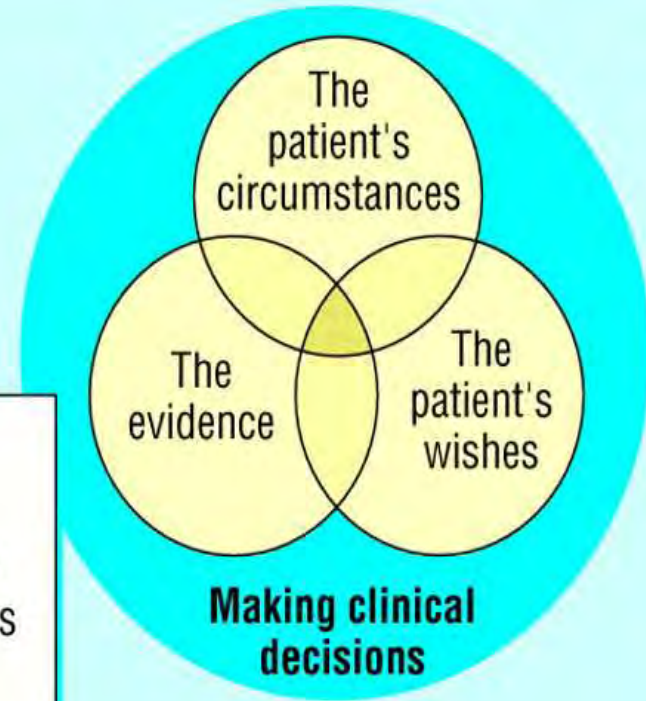 The
patient's
circumstances
The
evidence
The
patient's
wishes
s
Making clinical
decisions